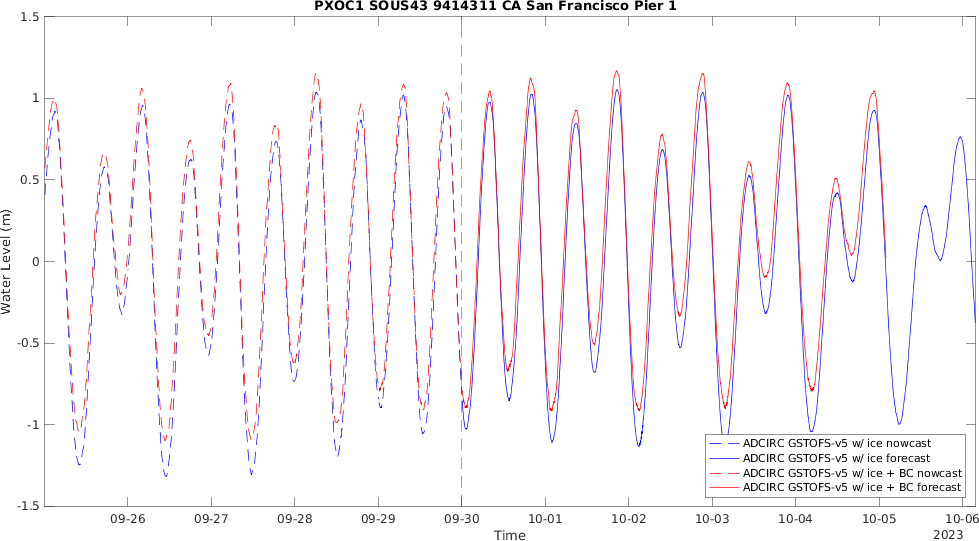 PXOC1 SOUS43 9414311 CA San Francisco Pier 1
1.5
1
0.5
0
-0.5
-1
-1.5
Water Level (m)
09-26 09-27 09-28 09-29 09-30 10-01 10-02 10-03 10-04 10-05 10-06
Time
2023
ADCIRC GSTOFS-v5 w/ ice nowcast
ADCIRC GSTOFS-v5 w/ ice forecast
ADCIRC GSTOFS-v5 w/ ice + BC nowcast
ADCIRC GSTOFS-v5 w/ ice + BC forecast